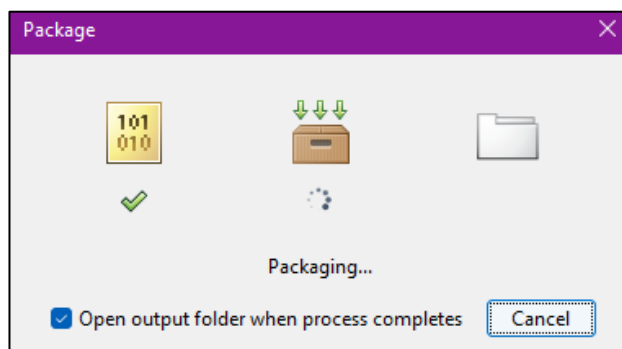 Package
101
010
Packaging...
Open output folder when process completes
Cancel